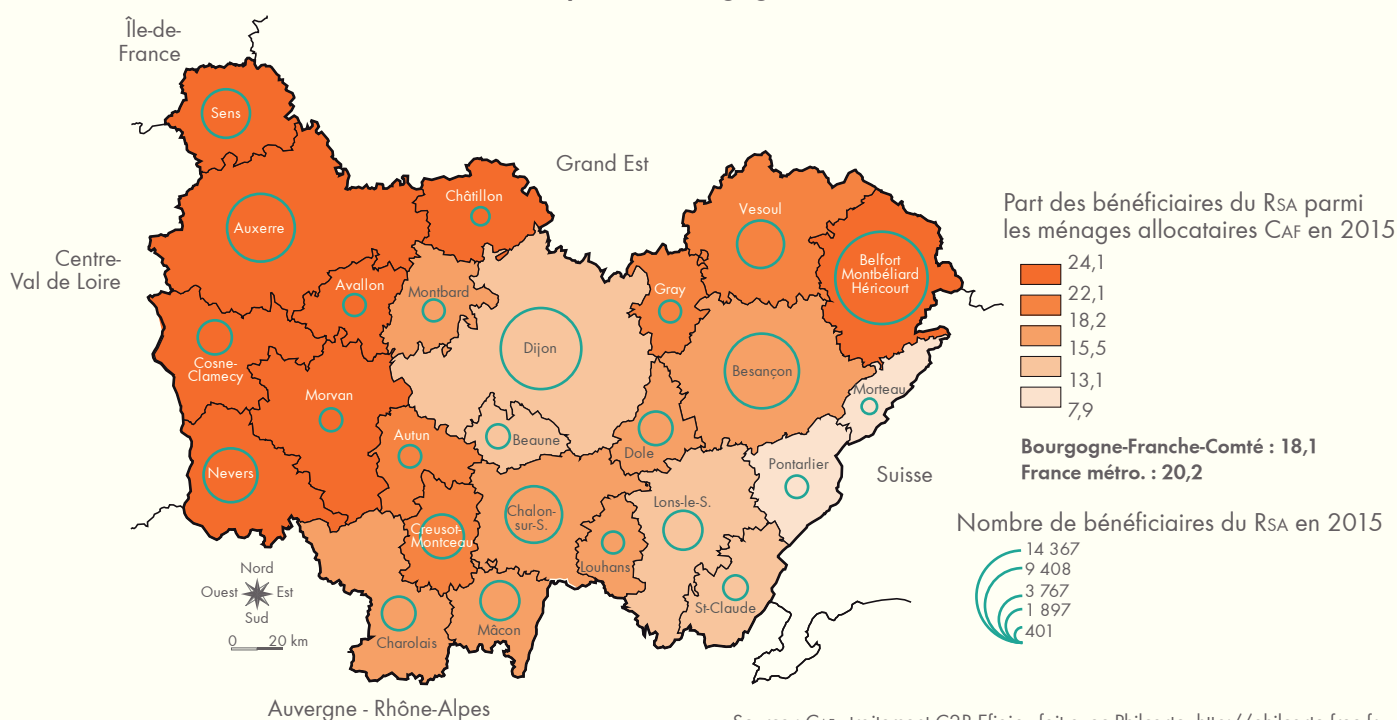 Île-de-
France
Sens
Grand Est
Châtillon
Vesoul
Auxerre
Centre-
Val de Loire
Belfort
Montbéliard
Héricourt
Avallon
Montbard
Gray
Dijon
Cosne-
Clamecy
Besançon
Morteau
Morvan
Autun
Beaune
Dole
Pontarlier
Suisse
Nevers
Lons-le-S.
Chalon-
sur-S.
Creusot-
Montceau
Louhans
St-Claude
Charolais
Mâcon
Nord
Ouest
Est
Sud
0 20 km
Auvergne - Rhône-Alpes
Part des bénéficiaires du RSA parmi
les ménages allocataires CAF en 2015
24,1
22,1
18,2
15,5
13,1
7,9
Bourgogne-Franche-Comté : 18,1
France métro. : 20,2
Nombre de bénéficiaires du RSA en 2015
14 367
9 408
3 767
1 897
401